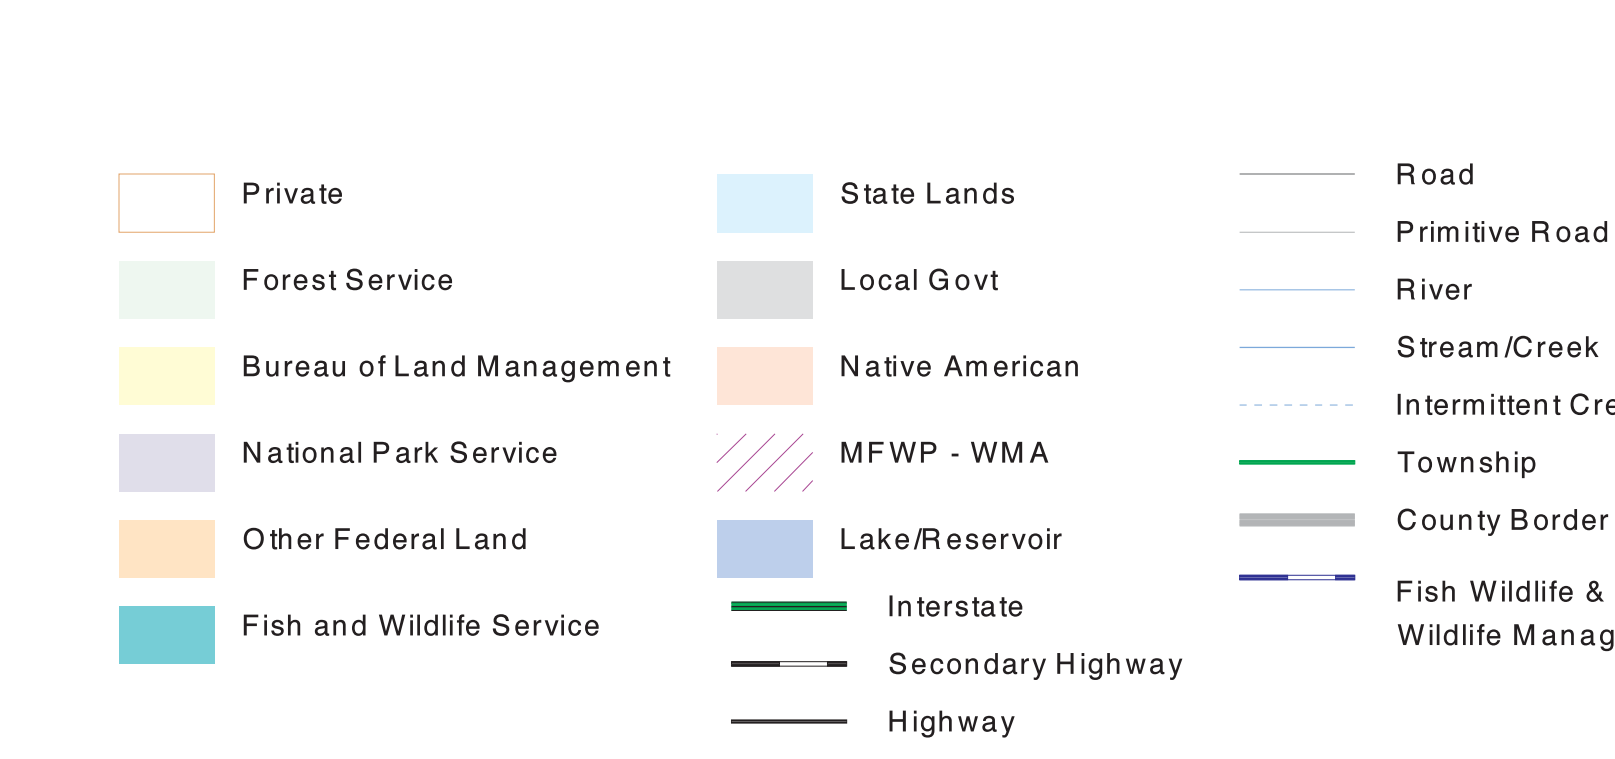 Private
Forest Service
Bureau of Land Management
National Park Service
Other Federal Land
Fish and Wildlife Service
State Lands
Local Govt
Native American
MFWP - WMA
Lake/Reservoir
Interstate
Secondary Highway
Highway
Road
Primitive Road
River
Stream/Creek
Intermittent
Township
County Border
Fish Wildlife &
Wildlife